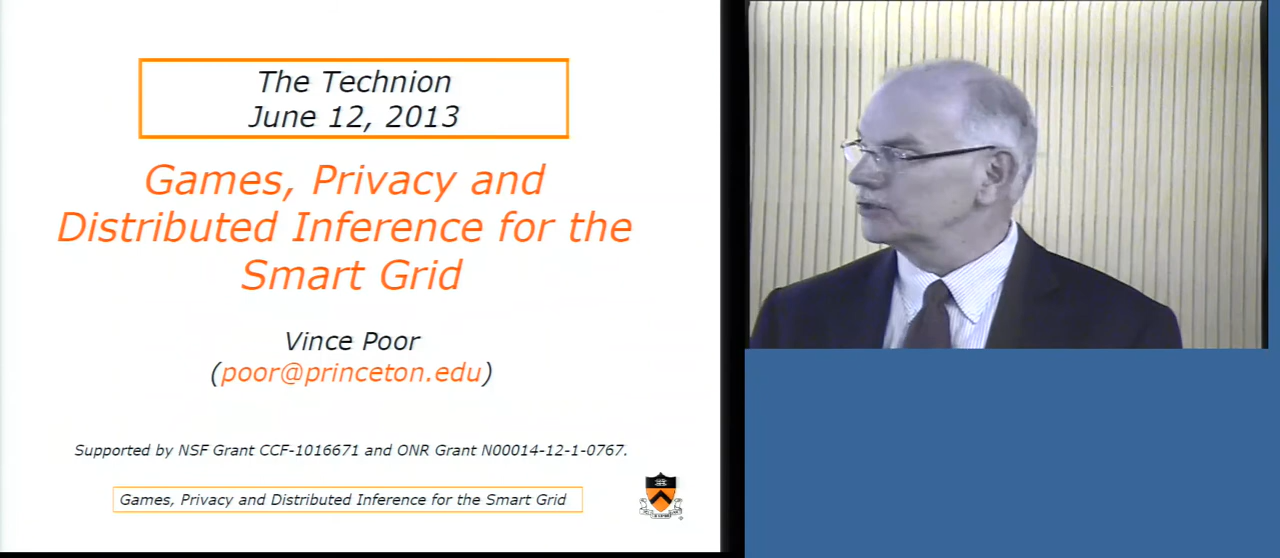 The Technion
June 12, 2013
Games, Privacy and
Distributed Inference for the
Smart Grid
Vince Poor
(poor@princeton.edu)
Supported by NSF Grant CCF-1016671 and ONR Grant N00014-12-1-0767.
Games, Privacy and Distributed Inference for the Smart Grid